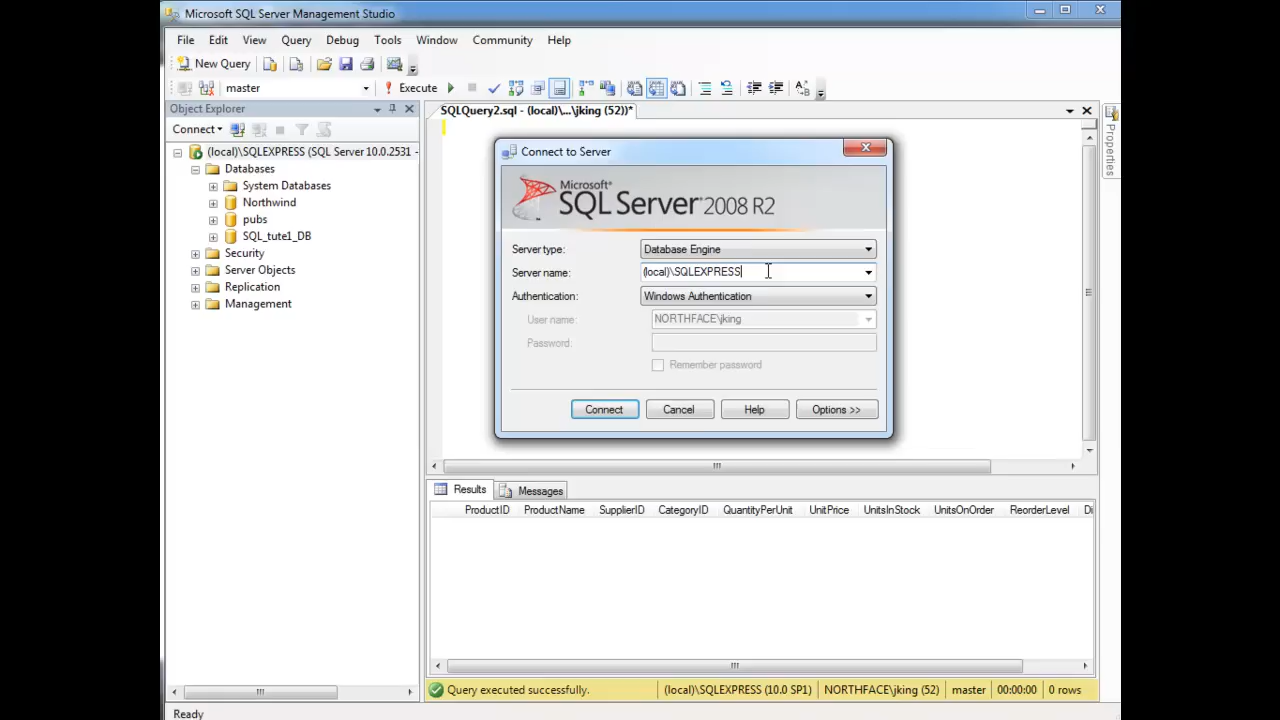 Microsoft SQL Server Management Studio
File Edit View Query Debug Tools Window Community Help
New Query
master Execute
Object Explorer
SQLQuery2.sql - (local)\...\jking (52))*
Connect
Properties
(local)\SQLEXPRESS (SQL Server 10.0.2531 -
Databases
System Databases
Northwind
pubs
SQL_tute1_DB
Security
Server Objects
Replication
Management
Connect to Server
Microsoft®
SQL Server® 2008 R2
Server type: Database Engine
Server name: (local)\SQLEXPRESS
Authentication: Windows Authentication
User name: NORTHFACE\jking
Password:
Remember password
Connect Cancel Help Options >>
Results Messages
ProductID ProductName SupplierID CategoryID QuantityPerUnit UnitPrice UnitsInStock UnitsOnOrder ReorderLevel Di
Query executed successfully. (local)\SQLEXPRESS (10.0 SP1) NORTHFACE\jking (52) master 00:00:00 0 rows
Ready